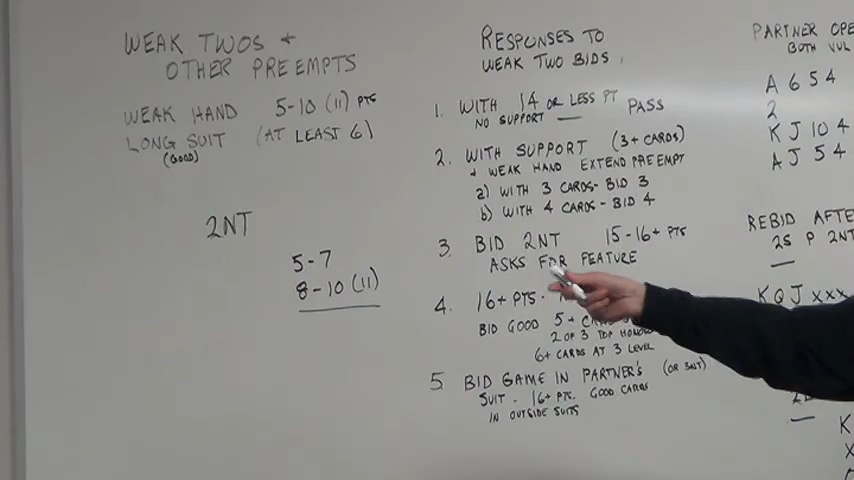 WEAK TWOS +
OTHER PREEMPTS
WEAK HAND 5-10 (11) PTS
LONG SUIT (AT LEAST 6)
(GOOD)
2NT
5-7
8-10 (11)
RESPONSES TO
WEAK TWO BIDS,
1. WITH 14 OR LESS PT PASS
NO SUPPORT —
2. WITH SUPPORT (3+ CARDS)
+ WEAK HAND EXTEND PREEMPT
a) WITH 3 CARDS - BID 3
b) WITH 4 CARDS - BID 4
3. BID 2NT 15-16+ PTS
ASKS FOR FEATURE
4. 16+ PTS.
BID GOOD 5+
2 OF 3 TOP
6+ CARDS AT 3 LEVEL
5. BID GAME IN PARTNER'S (OR 3NT)
SUIT. 16+ PTS. GOOD CARDS
IN OUTSIDE SUITS
PARTNER OPE
BOTH VUL
A 6 5 4
2
K J 10 4
A J 5 4
REBID AFTE
2S P 2NT
K Q J x x x
K